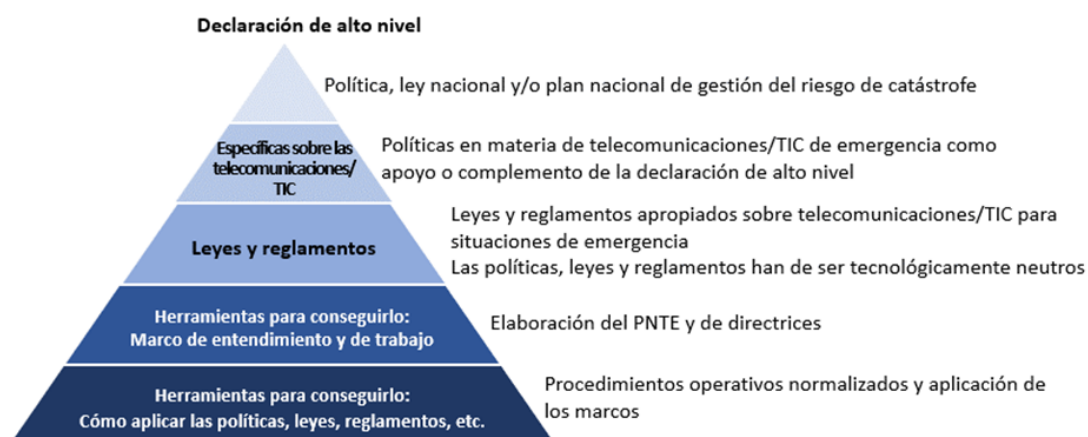 Declaración de alto nivel
Política, ley nacional y/o plan nacional de gestión del riesgo de catástrofe
Específicas sobre las
telecomunicaciones/
TIC
Políticas en materia de telecomunicaciones/TIC de emergencia como
apoyo o complemento de la declaración de alto nivel
Leyes y reglamentos
Leyes y reglamentos apropiados sobre telecomunicaciones/TIC para
situaciones de emergencia
Las políticas, leyes y reglamentos han de ser tecnológicamente neutros
Herramientas para conseguirlo:
Marco de entendimiento y de trabajo
Elaboración del PNTE y de directrices
Herramientas para conseguirlo:
Cómo aplicar las políticas, leyes, reglamentos, etc.
Procedimientos operativos normalizados y aplicación de
los marcos